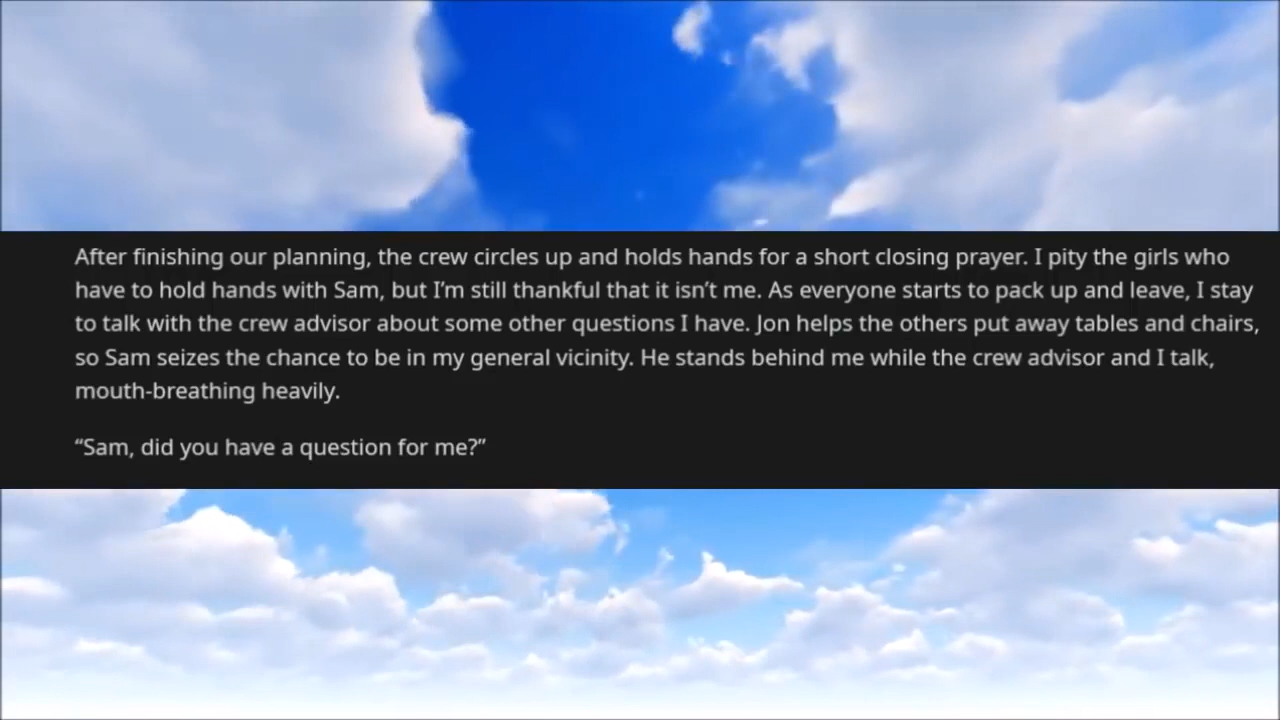 After finishing our planning, the crew circles up and holds hands for a short closing prayer. I pity the girls who
have to hold hands with Sam, but I’m still thankful that it isn’t me. As everyone starts to pack up and leave, I stay
to talk with the crew advisor about some other questions I have. Jon helps the others put away tables and chairs,
so Sam seizes the chance to be in my general vicinity. He stands behind me while the crew advisor and I talk,
mouth-breathing heavily.
“Sam, did you have a question for me?”